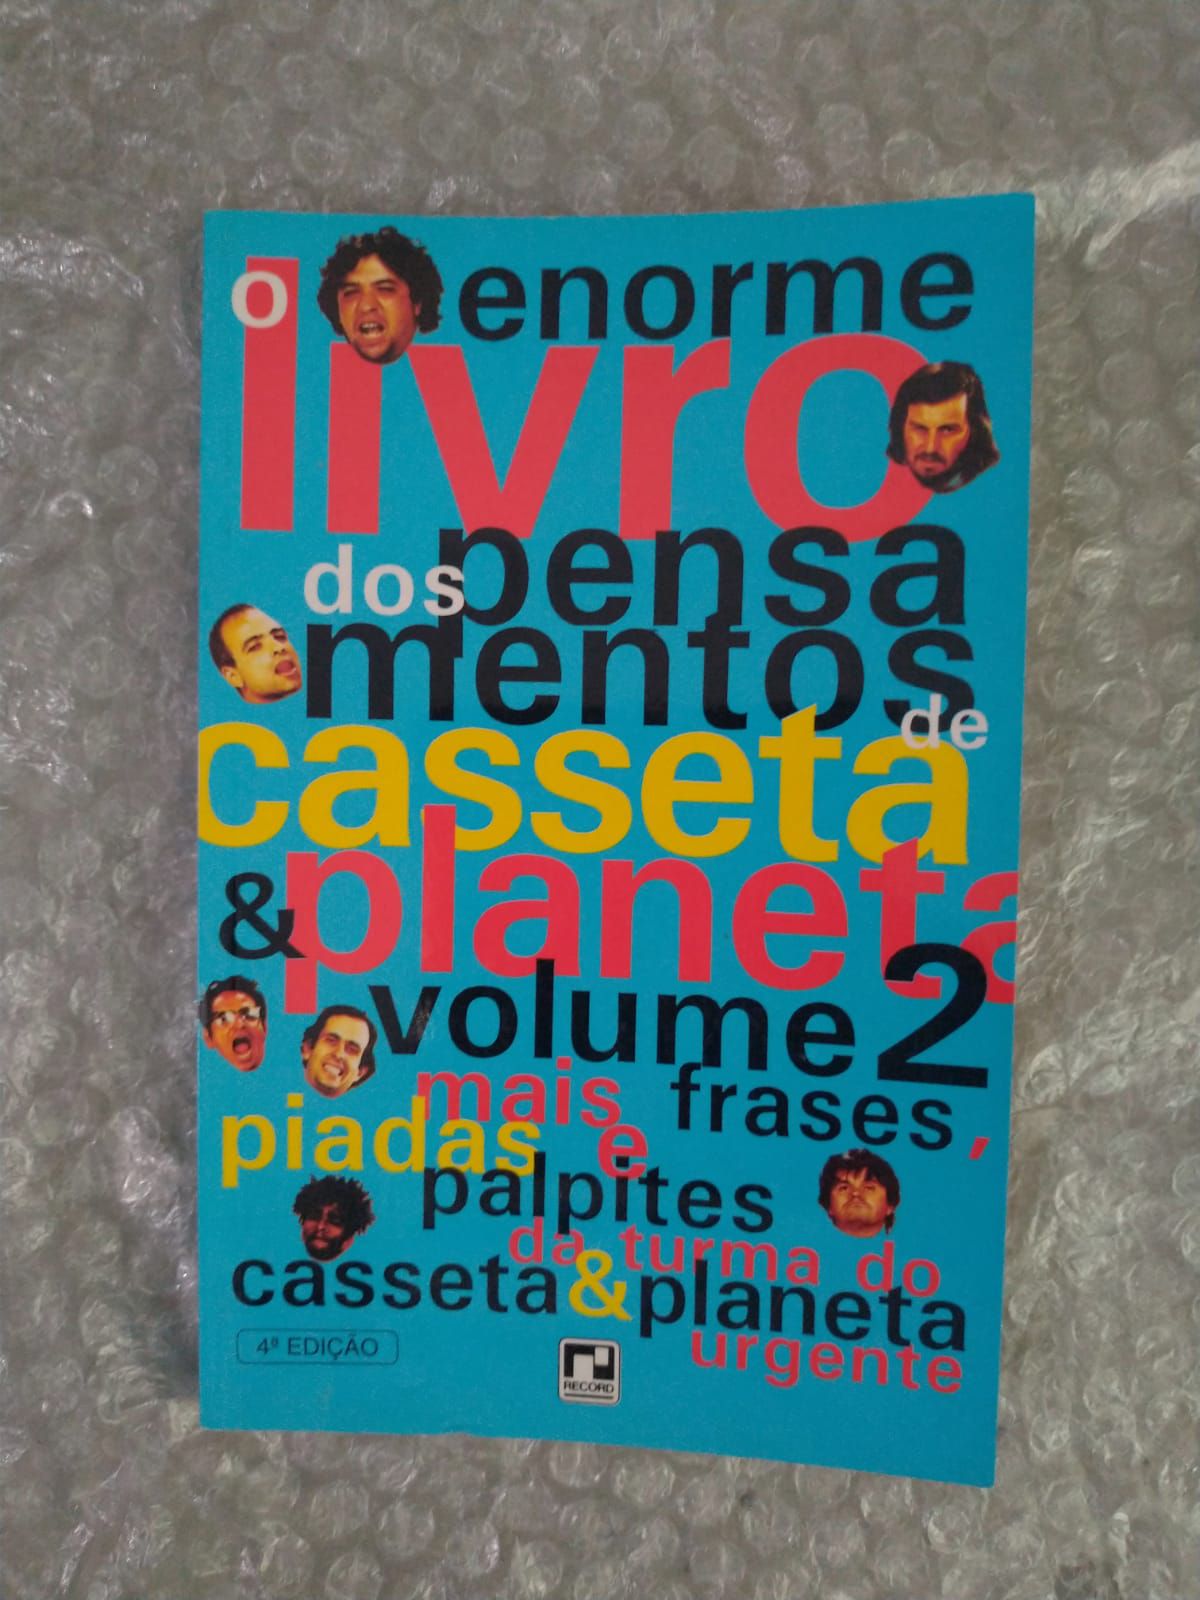 o enorme
livro
dos pensa
mentos
de
casseta
& planeta
volume 2
mais frases,
piadas e
palpites
da turma do
casseta & planeta
urgente
4ª EDIÇÃO
RECORD